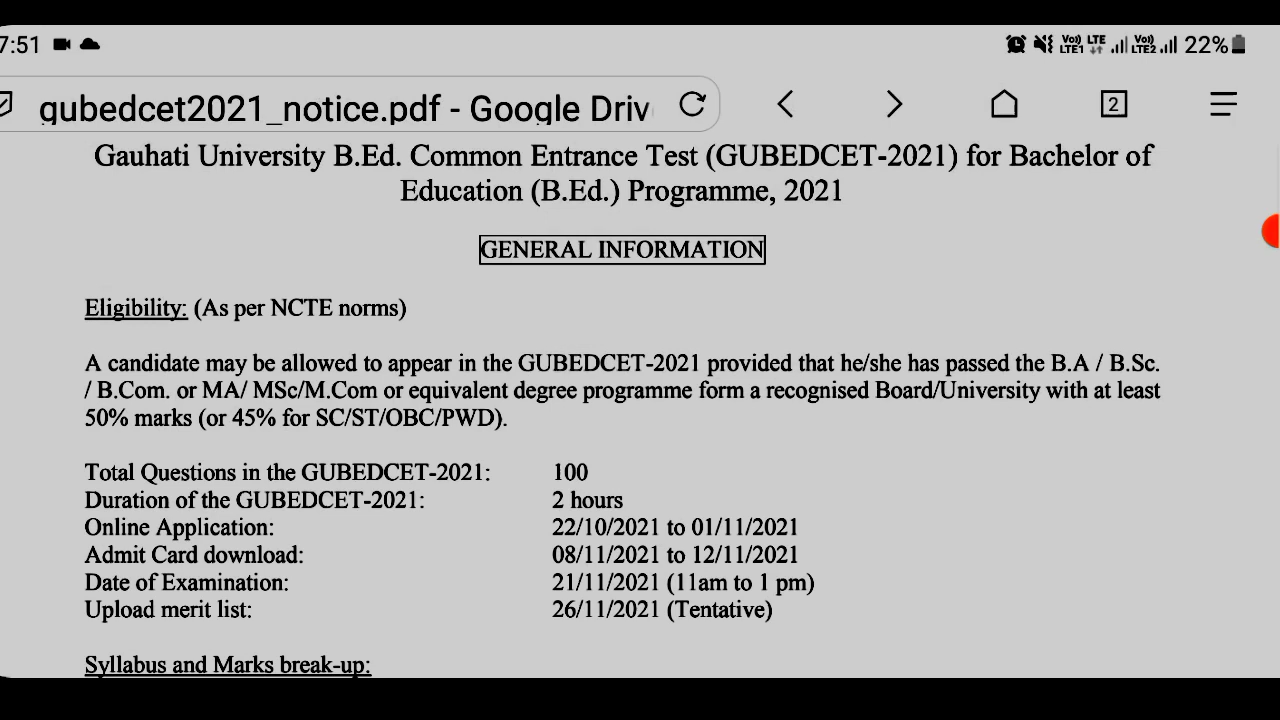 7:51 Vo)) LTE1 LTE Vo)) LTE2 22%
gubedcet2021_notice.pdf - Google Driv 2
Gauhati University B.Ed. Common Entrance Test (GUBEDCET-2021) for Bachelor of
Education (B.Ed.) Programme, 2021
GENERAL INFORMATION
Eligibility: (As per NCTE norms)
A candidate may be allowed to appear in the GUBEDCET-2021 provided that he/she has passed the B.A / B.Sc.
/ B.Com. or MA/ MSc/M.Com or equivalent degree programme form a recognised Board/University with at least
50% marks (or 45% for SC/ST/OBC/PWD).
Total Questions in the GUBEDCET-2021: 100
Duration of the GUBEDCET-2021: 2 hours
Online Application: 22/10/2021 to 01/11/2021
Admit Card download: 08/11/2021 to 12/11/2021
Date of Examination: 21/11/2021 (11am to 1 pm)
Upload merit list: 26/11/2021 (Tentative)
Syllabus and Marks break-up: